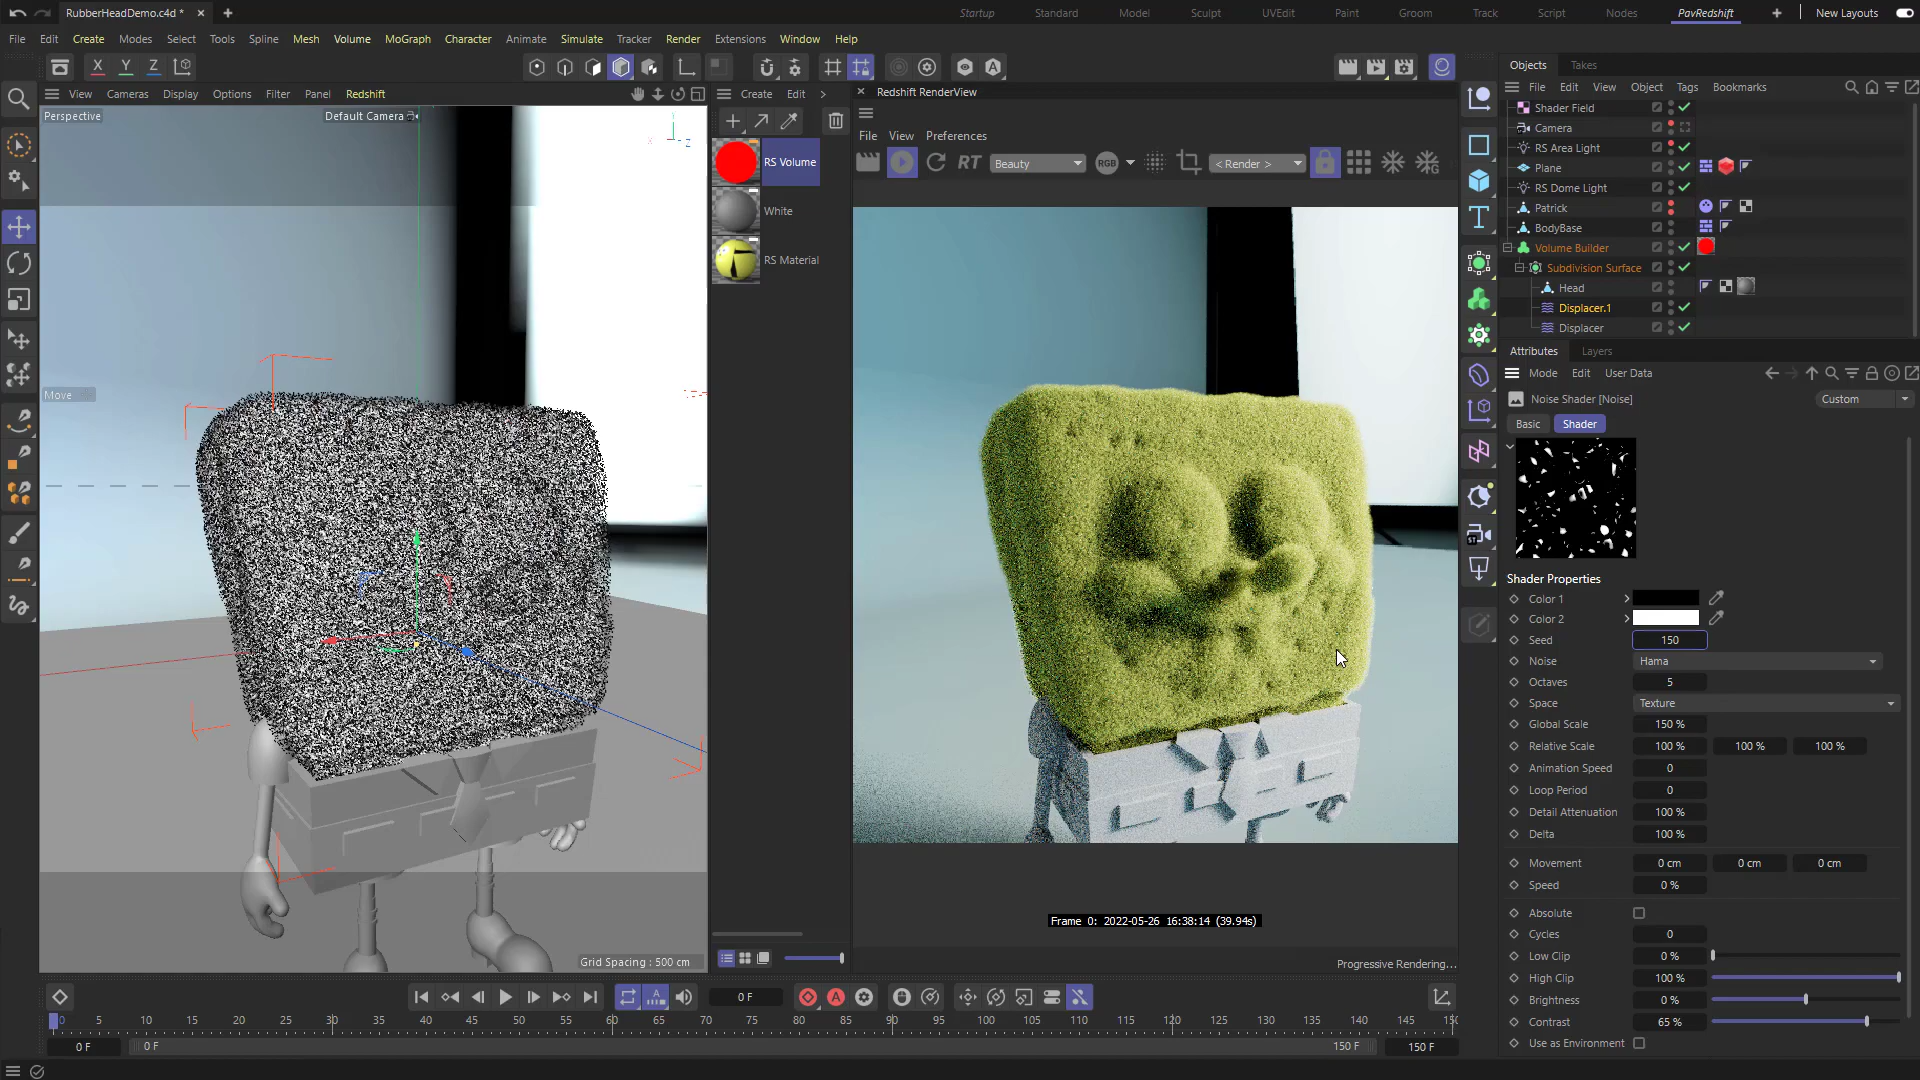 RubberHeadDemo.c4d *
Startup
Standard
Model
Sculpt
UVEdit
Paint
Groom
Track
Script
Nodes
PavRedshift
New Layouts
File Edit Create Modes Select Tools Spline Mesh Volume MoGraph Character Animate Simulate Tracker Render Extensions Window Help
X Y Z
View Cameras Display Options Filter Panel Redshift
Perspective
Default Camera
Move
Grid Spacing : 500 cm
Create Edit
RS Volume
White
RS Material
Redshift RenderView
File View Preferences
RT
Beauty
RGB
< Render >
Frame 0: 2022-05-26 16:38:14 (39.94s)
Progressive Rendering...
Objects Takes
File Edit View Object Tags Bookmarks
Shader Field
Camera
RS Area Light
Plane
RS Dome Light
Patrick
BodyBase
Volume Builder
Subdivision Surface
Head
Displacer.1
Displacer
Attributes Layers
Mode Edit User Data
Noise Shader [Noise]
Custom
Basic Shader
Shader Properties
Color 1
Color 2
Seed 150
Noise Hama
Octaves 5
Space Texture
Global Scale 150 %
Relative Scale 100 % 100 % 100 %
Animation Speed 0
Loop Period 0
Detail Attenuation 100 %
Delta 100 %
Movement 0 cm 0 cm 0 cm
Speed 0 %
Absolute
Cycles 0
Low Clip 0 %
High Clip 100 %
Brightness 0 %
Contrast 65 %
Use as Environment
0 F
0 5 10 15 20 25 30 35 40 45 50 55 60 65 70 75 80 85 90 95 100 105 110 115 120 125 130 135 140 145
0 F 0 F 150 F 150 F